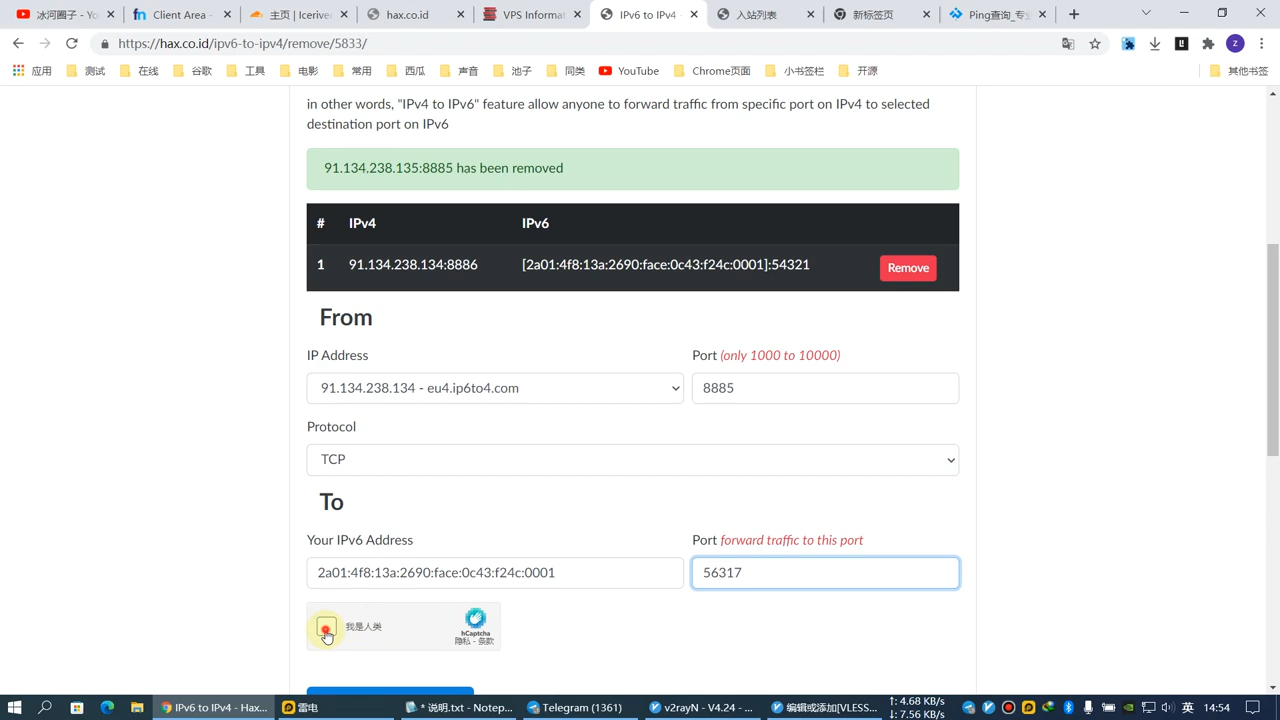 冰河圈子 - You
Client Area -
主页 | Iceriver
hax.co.id
VPS Informat
IPv6 to IPv4 -
入站列表
新标签页
Ping查询_专业
https://hax.co.id/ipv6-to-ipv4/remove/5833/
Z
应用 测试 在线 谷歌 工具 电影 常用 西瓜 声音 池子 同类 YouTube Chrome页面 小书签栏 开源 其他书签
in other words, "IPv4 to IPv6" feature allow anyone to forward traffic from specific port on IPv4 to selected
destination port on IPv6
91.134.238.135:8885 has been removed
# IPv4 IPv6
1 91.134.238.134:8886 [2a01:4f8:13a:2690:face:0c43:f24c:0001]:54321 Remove
From
IP Address Port (only 1000 to 10000)
91.134.238.134 - eu4.ip6to4.com 8885
Protocol
TCP
To
Your IPv6 Address Port forward traffic to this port
2a01:4f8:13a:2690:face:0c43:f24c:0001 56317
我是人类
hCaptcha
隐私 - 条款
IPv6 to IPv4 - Hax...
雷电
* 说明.txt - Notep...
Telegram (1361)
v2rayN - V4.24 - ...
编辑或添加[VLESS...
↑: 4.68 KB/s
↓: 7.56 KB/s
英 14:54